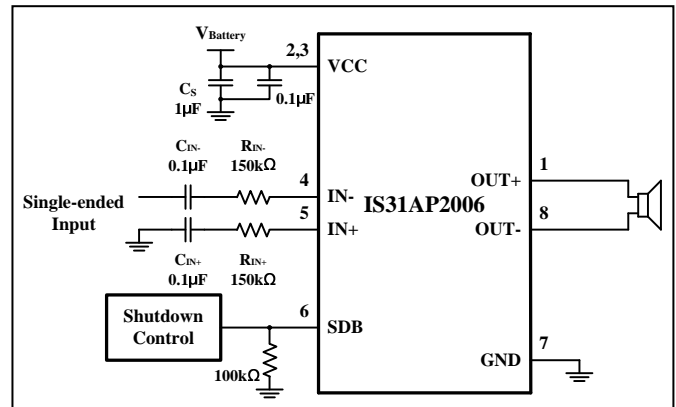 VBattery
2,3
VCC
CS
1µF
0.1µF
CIN-
0.1µF
RIN-
150kΩ
4
IN-
Single-ended
Input
5
IN+
CIN+
0.1µF
RIN+
150kΩ
IS31AP2006
OUT+
1
OUT-
8
Shutdown
Control
6
SDB
100kΩ
7
GND